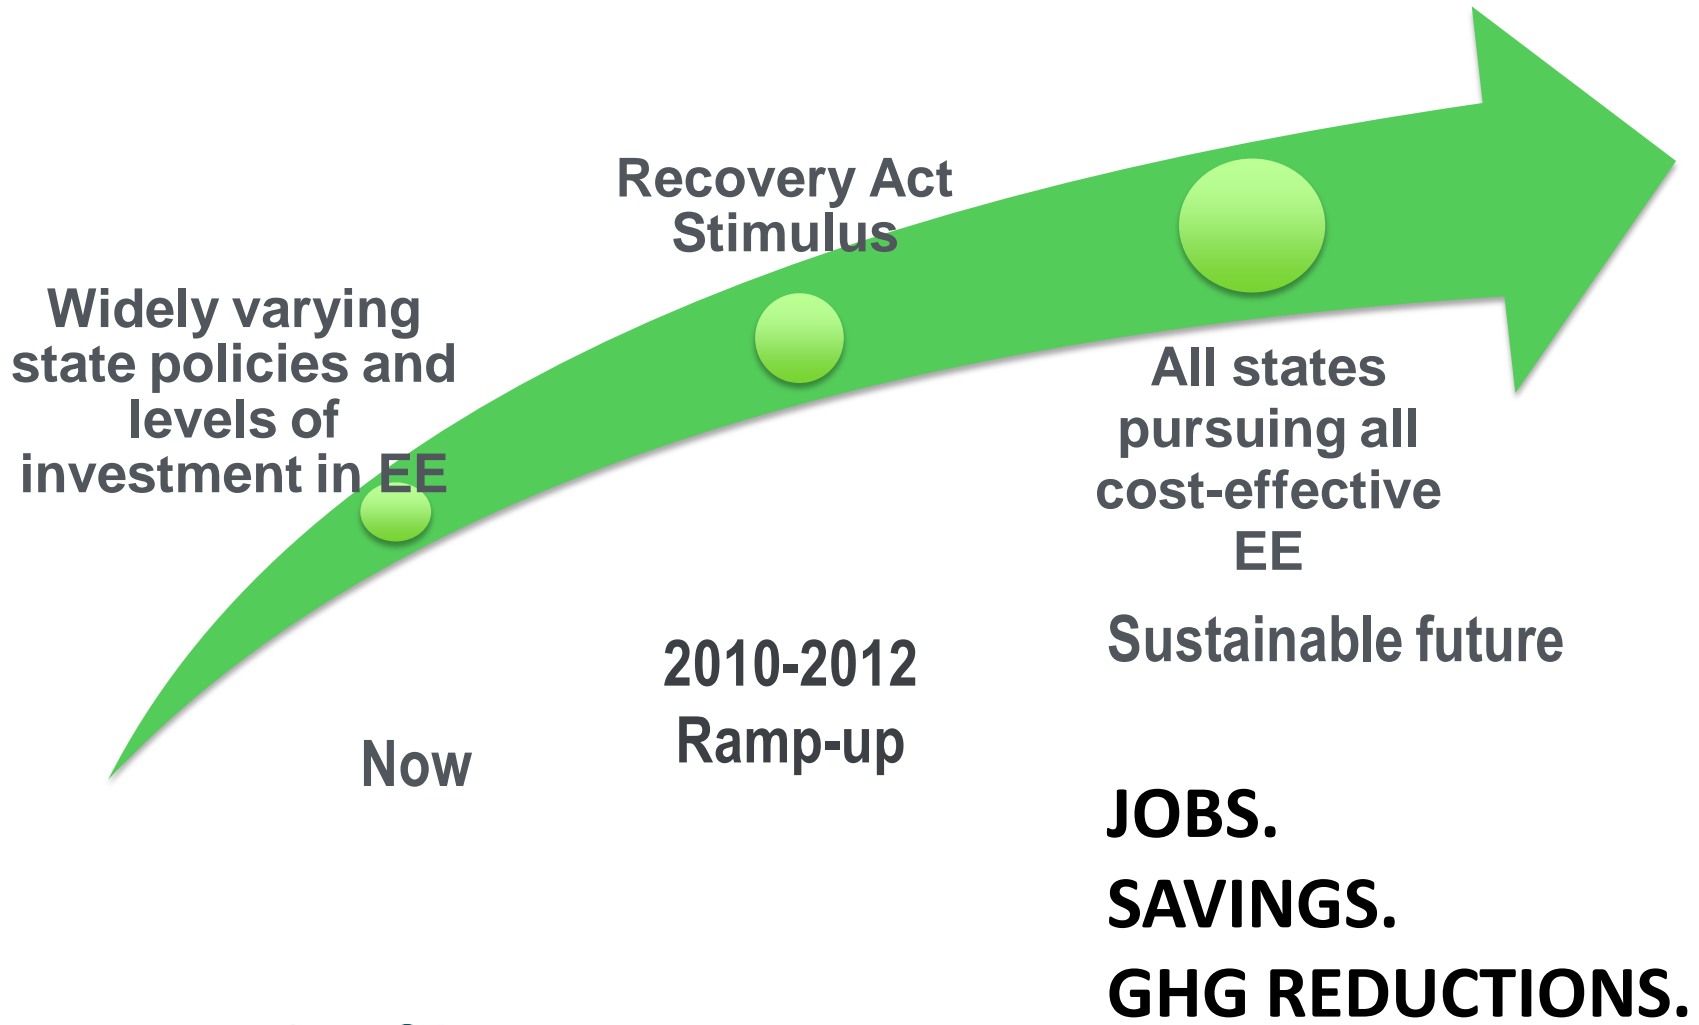 Recovery Act
Stimulus
Widely varying
state policies and
levels of
investment in EE
All states
pursuing all
cost-effective
EE
Now
2010-2012
Ramp-up
Sustainable future
JOBS.
SAVINGS.
GHG REDUCTIONS.